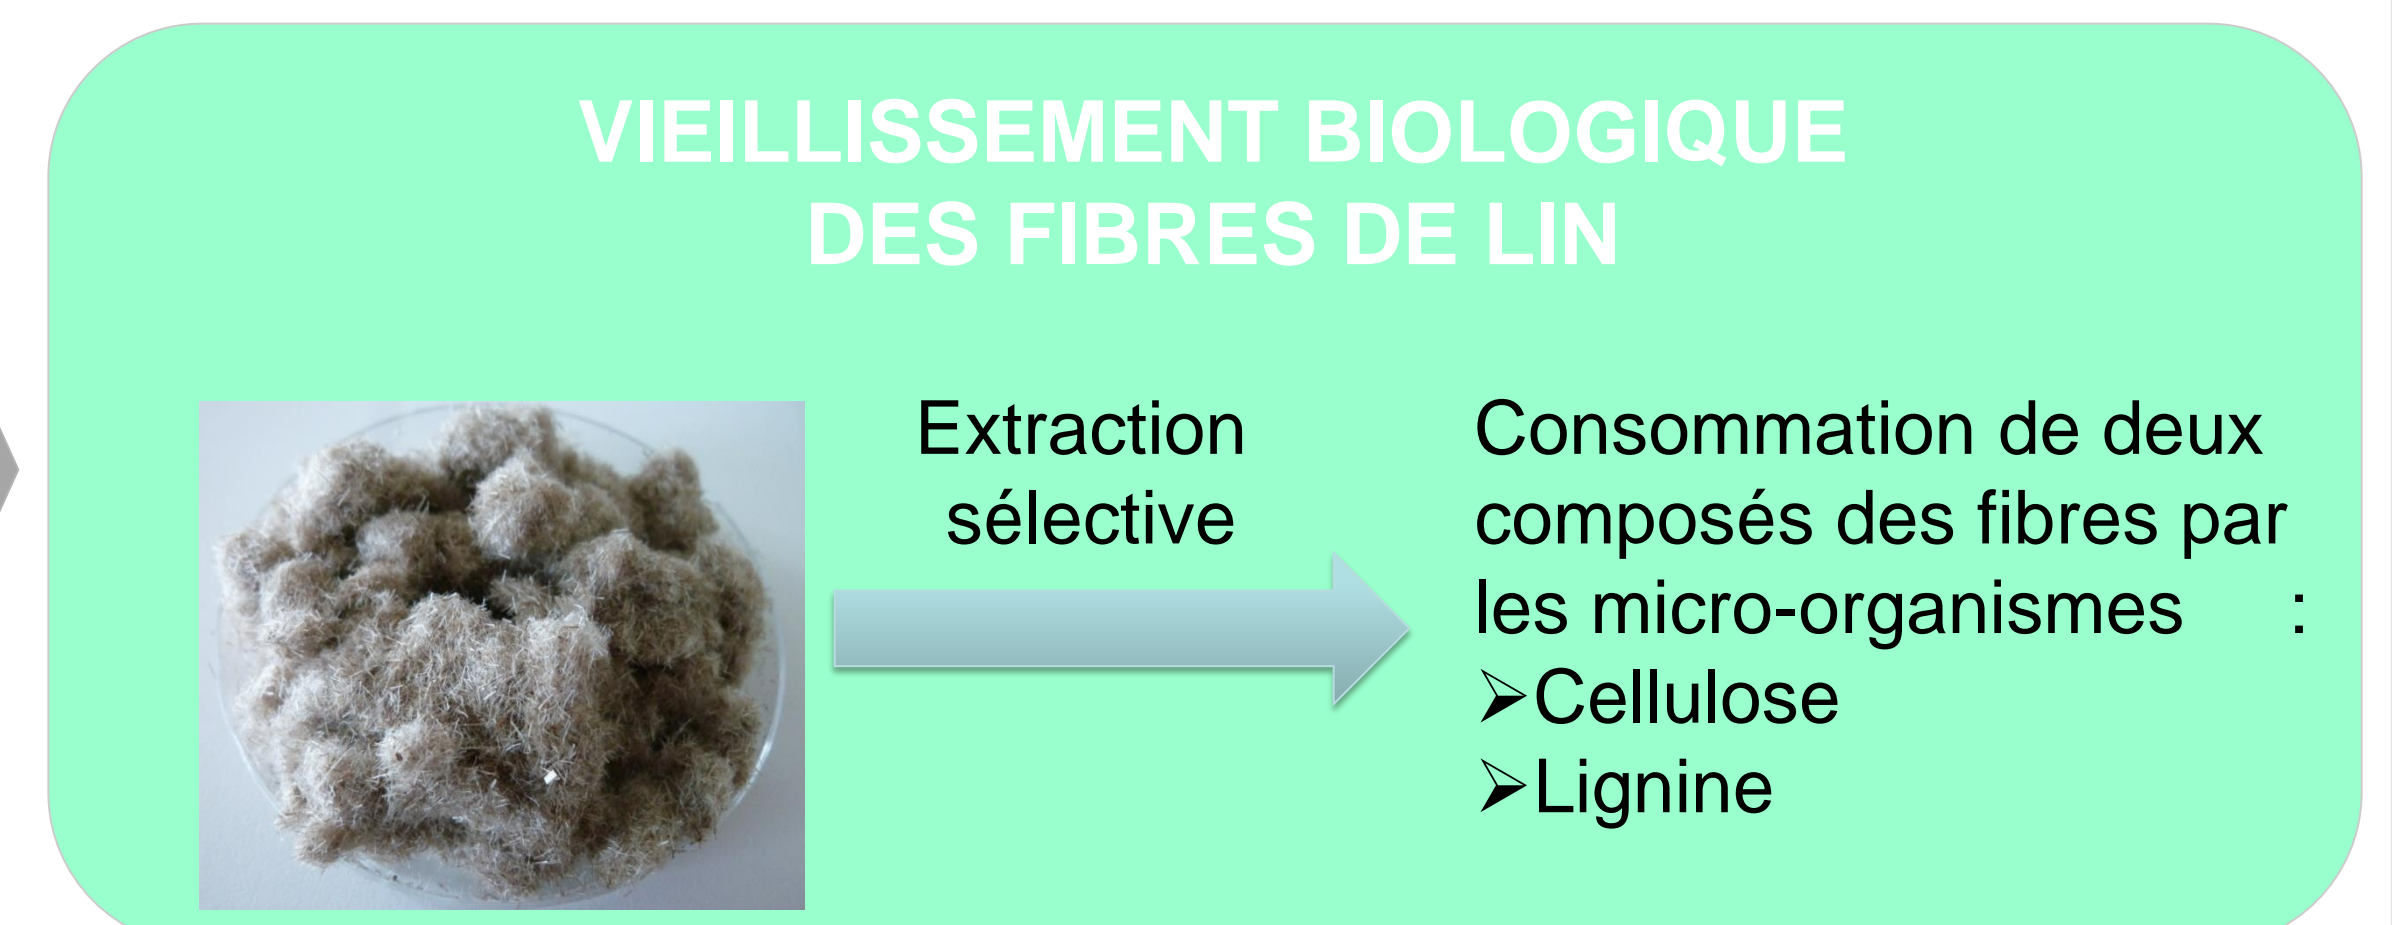 VIEILLISSEMENT BIOLOGIQUE
DES FIBRES DE LIN
Extraction
sélective
Consommation de deux
composés des fibres par
les micro-organismes :
➢Cellulose
➢Lignine